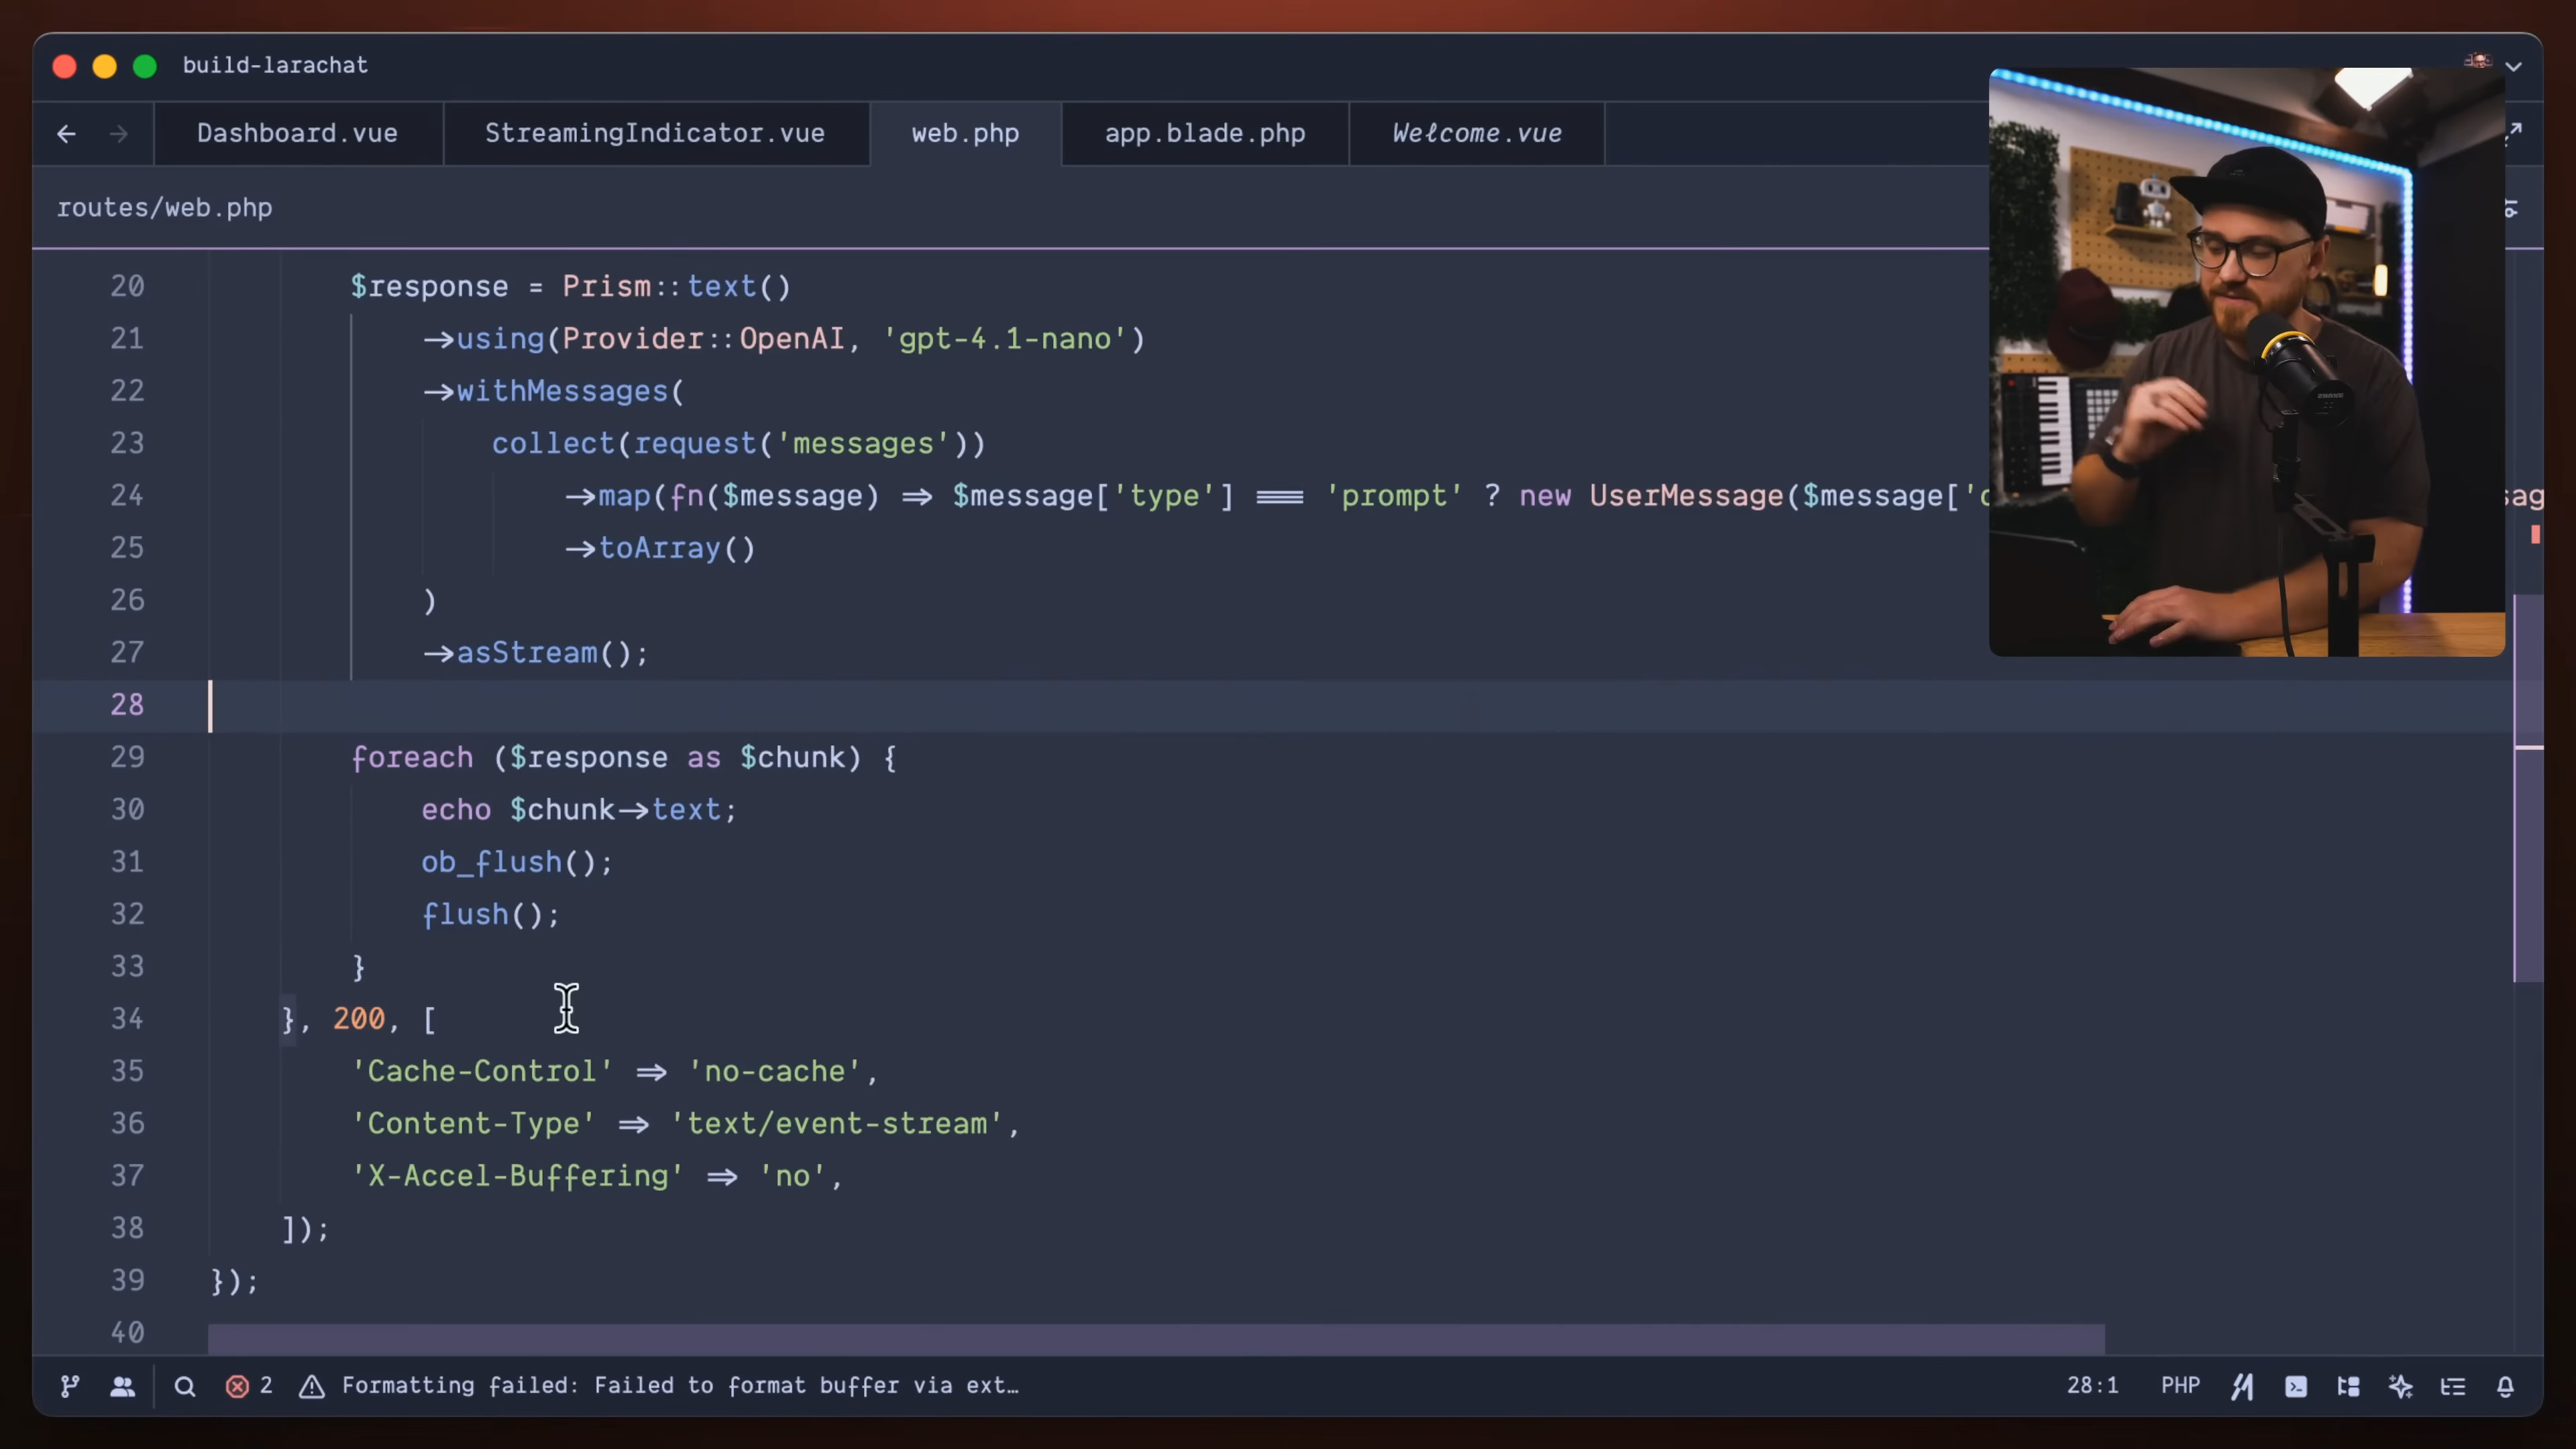 build-larachat
Dashboard.vue StreamingIndicator.vue web.php app.blade.php Welcome.vue
routes/web.php
20 $response = Prism::text()
21 ->using(Provider::OpenAI, 'gpt-4.1-nano')
22 ->withMessages(
23 collect(request('messages'))
24 ->map(fn($message) => $message['type'] === 'prompt' ? new UserMessage($message['c
25 ->toArray()
26 )
27 ->asStream();
28
29 foreach ($response as $chunk) {
30 echo $chunk->text;
31 ob_flush();
32 flush();
33 }
34 }, 200, [
35 'Cache-Control' => 'no-cache',
36 'Content-Type' => 'text/event-stream',
37 'X-Accel-Buffering' => 'no',
38 ]);
39 });
40
2 Formatting failed: Failed to format buffer via ext… 28:1 PHP